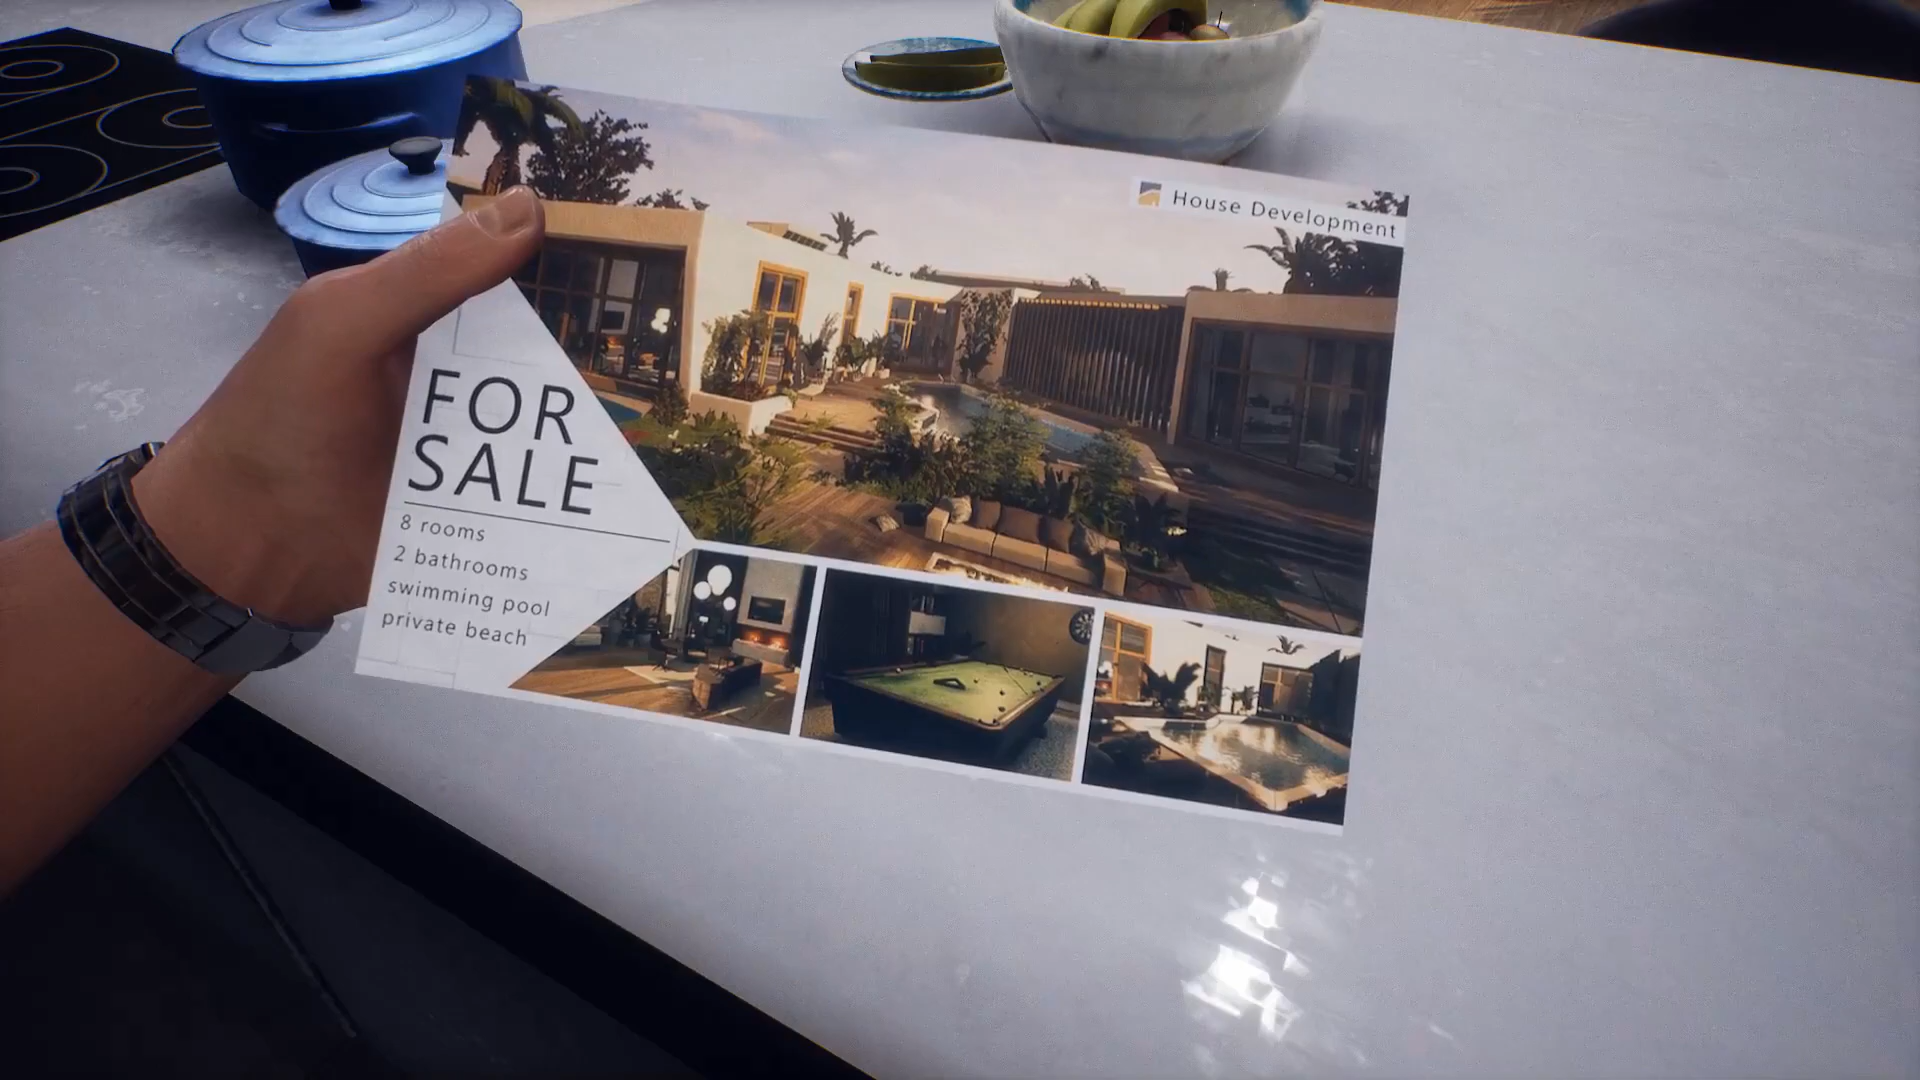 House Development
FOR
SALE
8 rooms
2 bathrooms
swimming pool
private beach